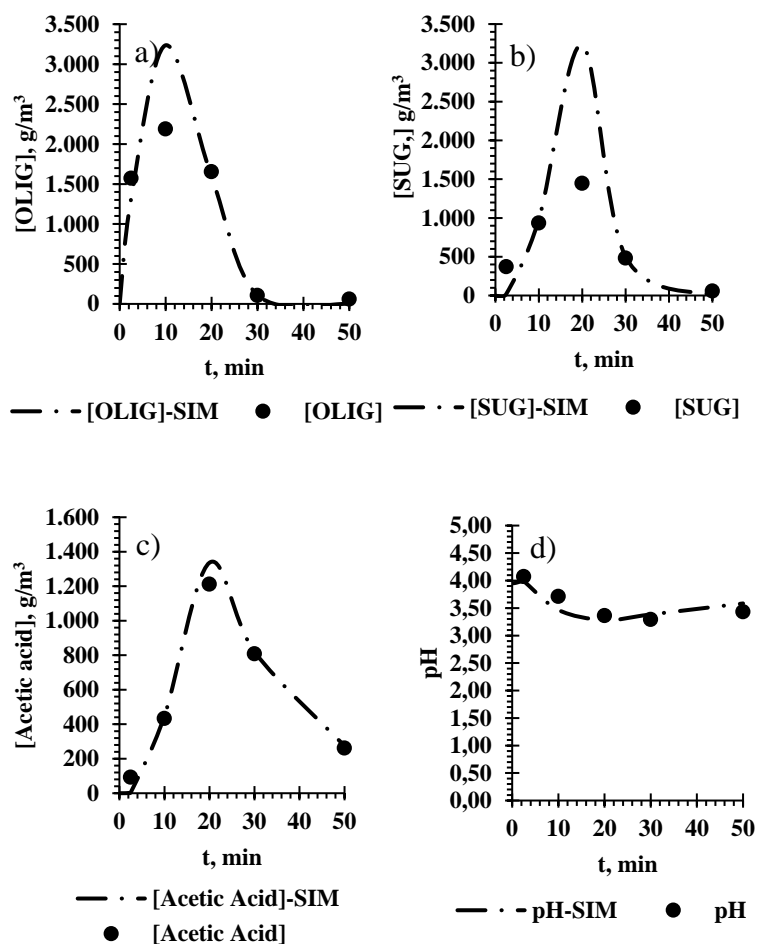 a)
[OLIG], g/m³
3.500
3.000
2.500
2.000
1.500
1.000
500
0
0 10 20 30 40 50
t, min
[OLIG]-SIM [OLIG]
b)
[SUG,] g/m³
3.500
3.000
2.500
2.000
1.500
1.000
500
0
0 10 20 30 40 50
t, min
[SUG]-SIM [SUG]
c)
[Acetic acid], g/m³
1.600
1.400
1.200
1.000
800
600
400
200
0
0 10 20 30 40 50
t, min
[Acetic Acid]-SIM
[Acetic Acid]
d)
pH
5,00
4,50
4,00
3,50
3,00
2,50
2,00
1,50
1,00
0,50
0,00
0 10 20 30 40 50
t, min
pH-SIM pH